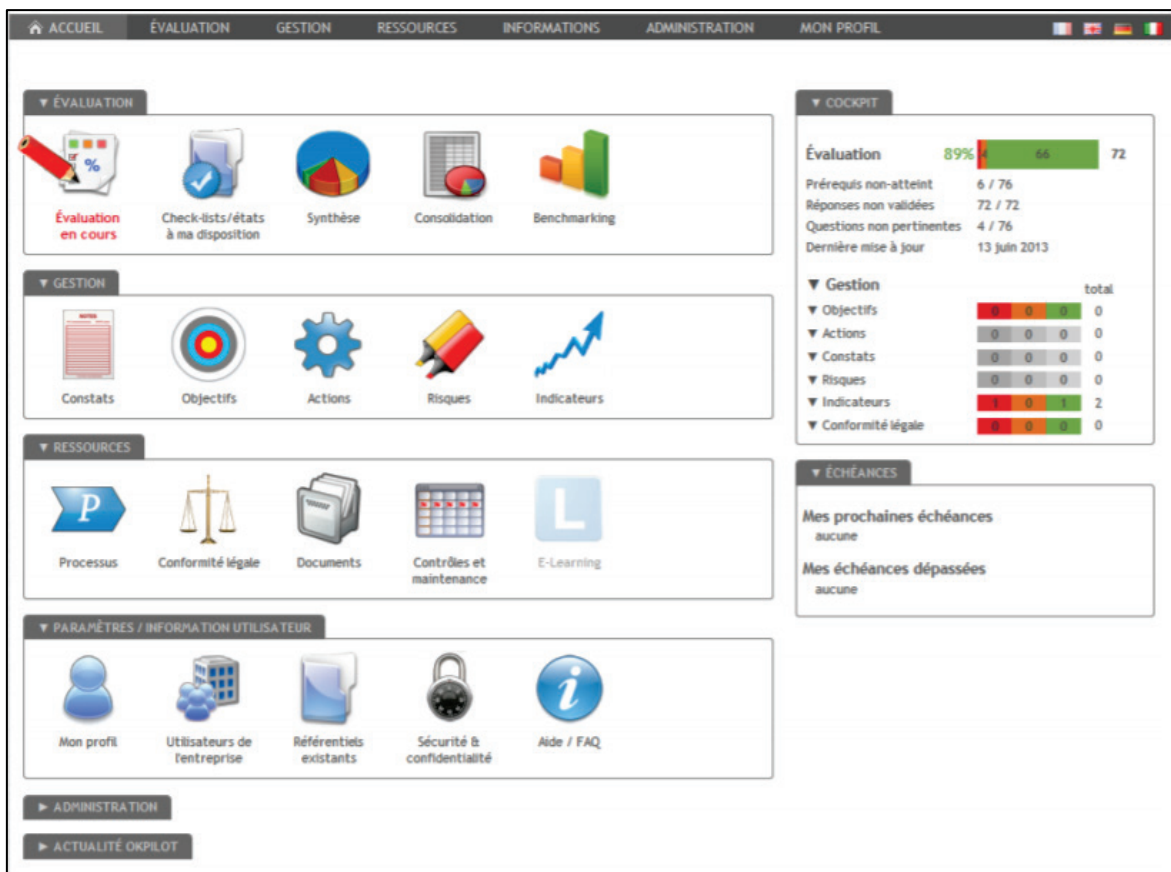 ACCUEIL ÉVALUATION GESTION RESSOURCES INFORMATIONS ADMINISTRATION MON PROFIL
▼ ÉVALUATION
%
Évaluation en cours
Check-lists/états à ma disposition
Synthèse
Consolidation
Benchmarking
▼ GESTION
NOTES
Constats
Objectifs
Actions
Risques
Indicateurs
▼ RESSOURCES
P
L
Processus
Conformité légale
Documents
Contrôles et maintenance
E-Learning
▼ PARAMÈTRES / INFORMATION UTILISATEUR
i
Mon profil
Utilisateurs de l'entreprise
Référentiels existants
Sécurité & confidentialité
Aide / FAQ
► ADMINISTRATION
► ACTUALITÉ OKPILOT
▼ COCKPIT
Évaluation 89% 4 66 72
Prérequis non-atteint 6 / 76
Réponses non validées 72 / 72
Questions non pertinentes 4 / 76
Dernière mise à jour 13 juin 2013
▼ Gestion total
▼ Objectifs 0 0 0 0
▼ Actions 0 0 0 0
▼ Constats 0 0 0 0
▼ Risques 0 0 0 0
▼ Indicateurs 1 0 1 2
▼ Conformité légale 0 0 0 0
▼ ÉCHÉANCES
Mes prochaines échéances
aucune
Mes échéances dépassées
aucune